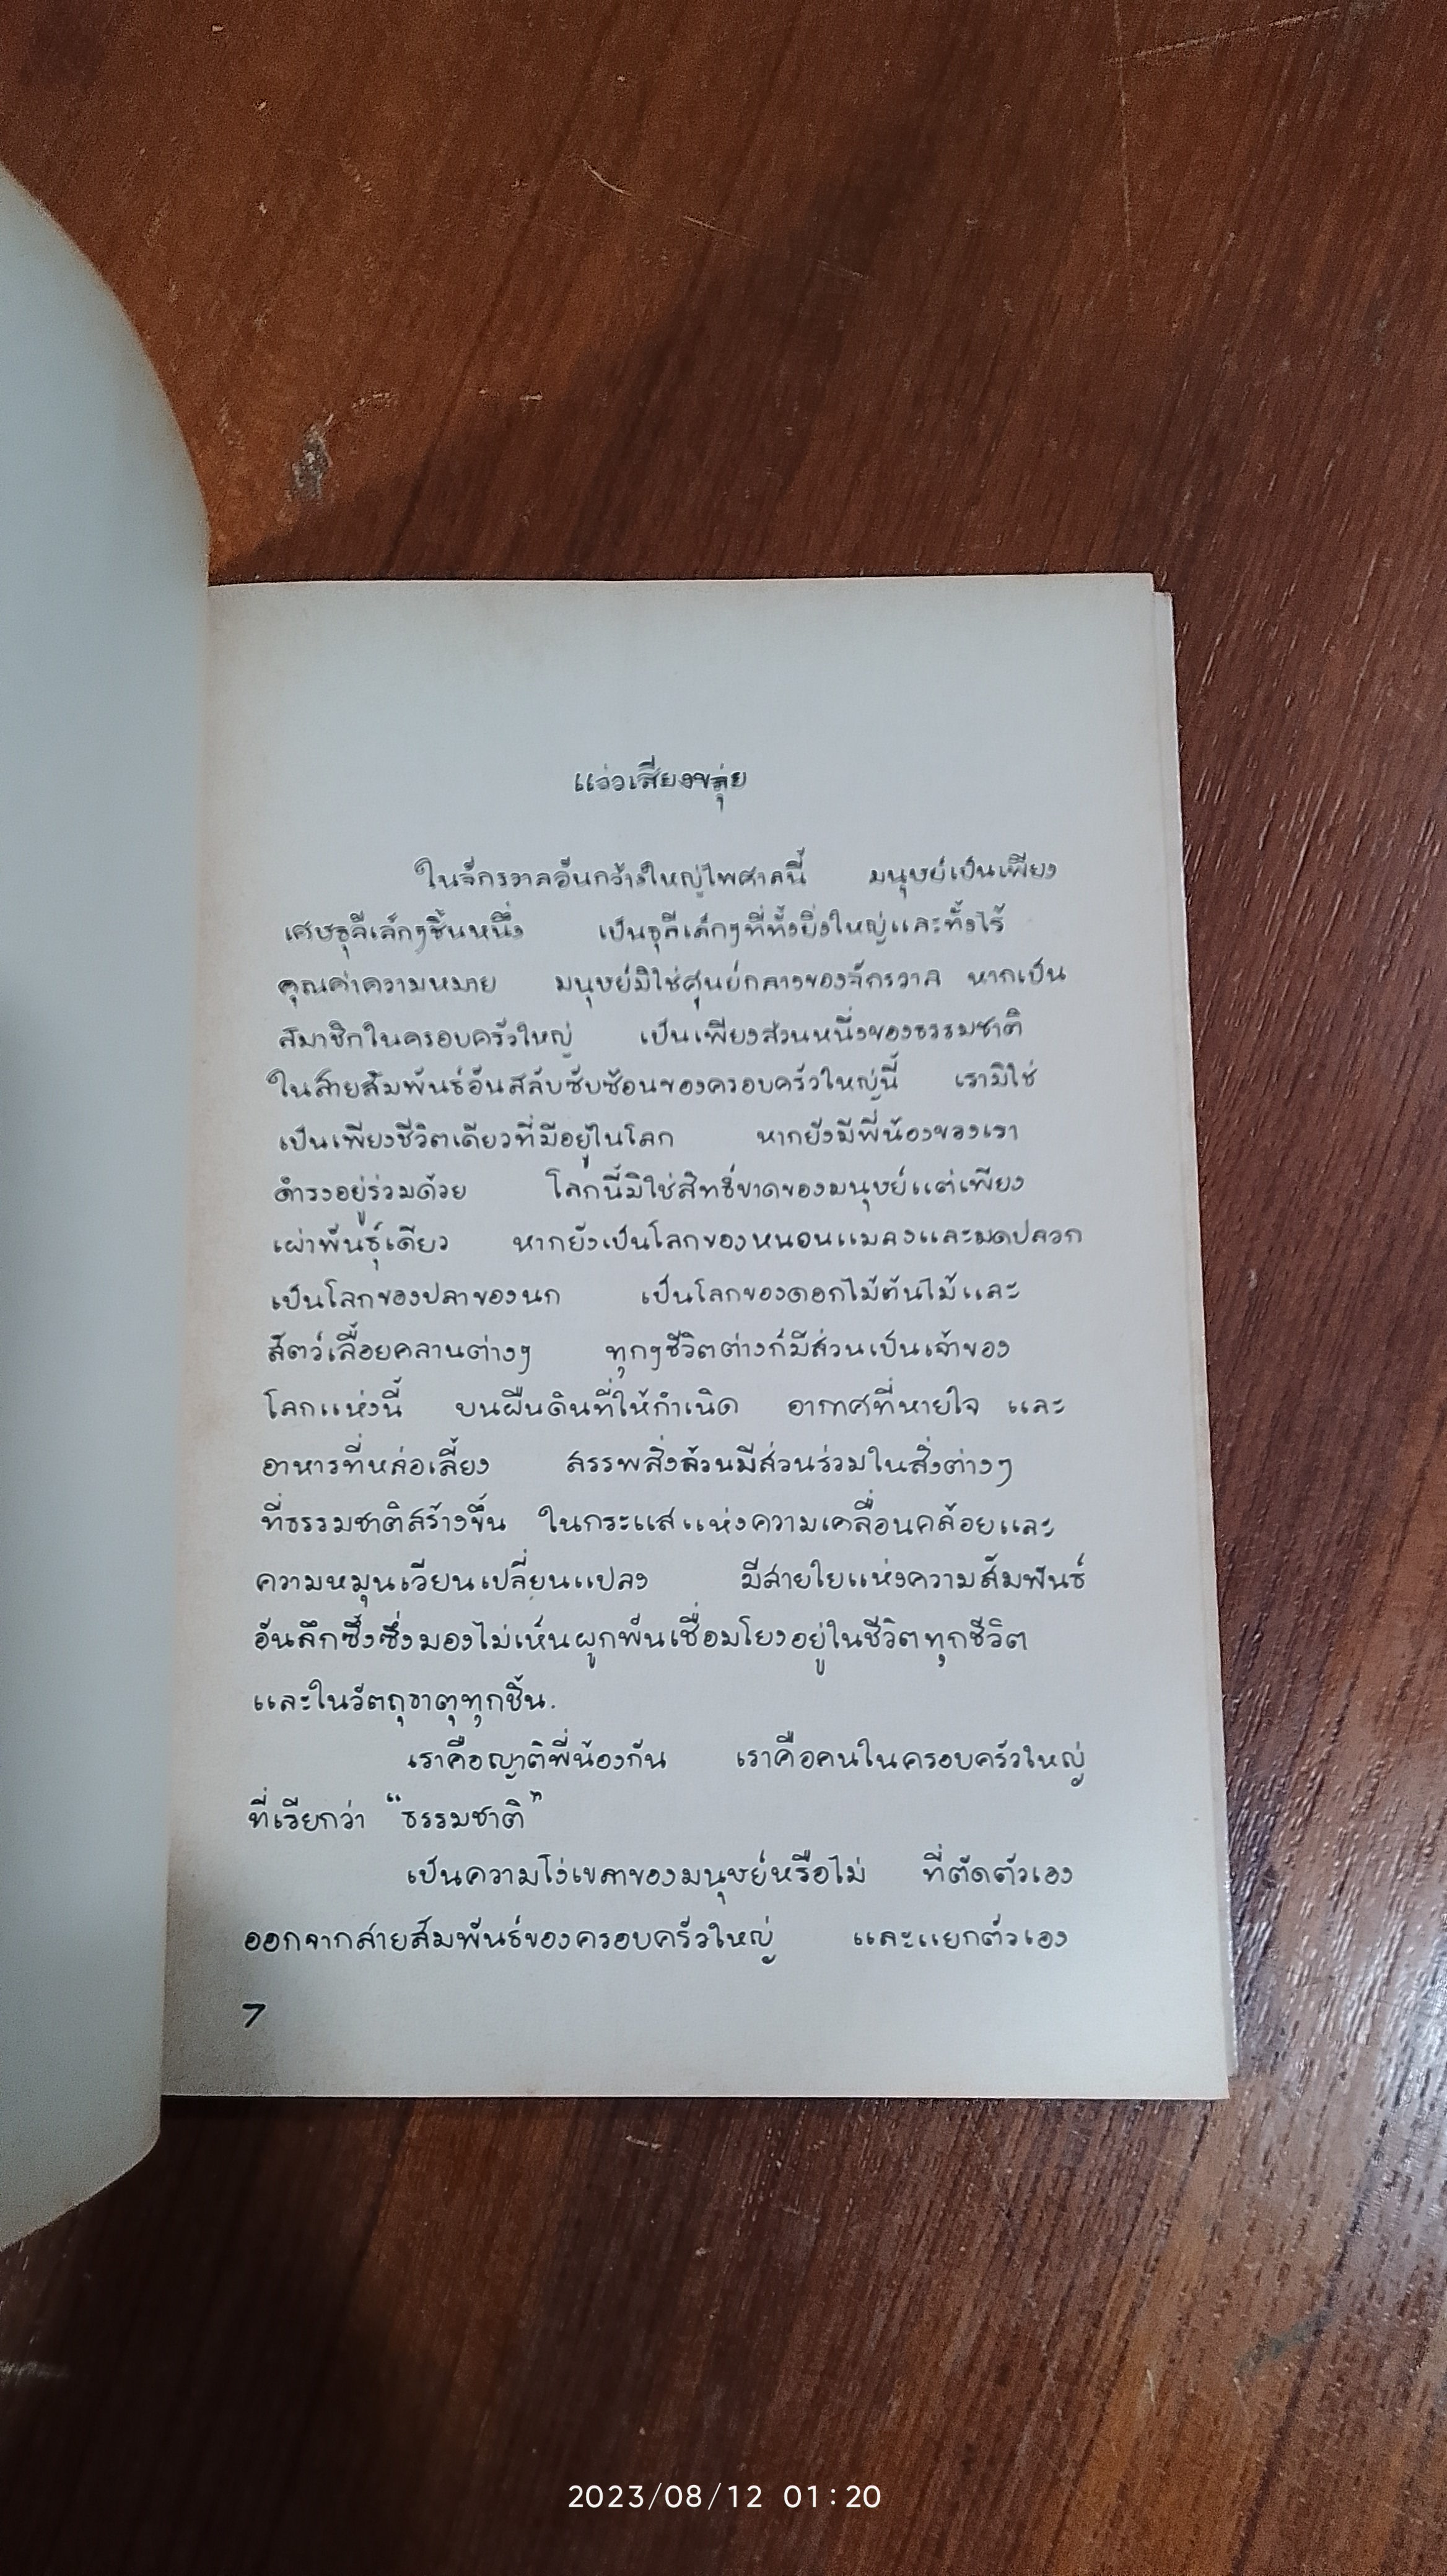 แว่วเสียงขลุ่ย
ในจักรวาลอันกว้างใหญ่ไพศาลนี้ มนุษย์เป็นเพียง
เศษธุลีเล็กๆชิ้นหนึ่ง เป็นธุลีเล็กๆที่ทั้งยิ่งใหญ่และทั้งไร้
คุณค่าความหมาย มนุษย์มิใช่ศูนย์กลางของจักรวาล หากเป็น
สมาชิกในครอบครัวใหญ่ เป็นเพียงส่วนหนึ่งของธรรมชาติ
ในสายสัมพันธ์อันสลับซับซ้อนของครอบครัวใหญ่นี้ เรามิใช่
เป็นเพียงชีวิตเดียวที่มีอยู่ในโลก หากยังมีพี่น้องของเรา
ดำรงอยู่ร่วมด้วย โลกนี้มิใช่สิทธิ์ขาดของมนุษย์แต่เพียง
เผ่าพันธุ์เดียว หากยังเป็นโลกของหนอนแมลงและมดปลวก
เป็นโลกของปลาของนก เป็นโลกของดอกไม้ต้นไม้และ
สัตว์เลื้อยคลานต่างๆ ทุกๆชีวิตต่างก็มีส่วนเป็นเจ้าของ
โลกแห่งนี้ บนผืนดินที่ให้กำเนิด อากาศที่หายใจ และ
อาหารที่หล่อเลี้ยง สรรพสิ่งล้วนมีส่วนร่วมในสิ่งต่างๆ
ที่ธรรมชาติสร้างขึ้น ในกระแสแห่งความเคลื่อนคล้อยและ
ความหมุนเวียนเปลี่ยนแปลง มีสายใยแห่งความสัมพันธ์
อันลึกซึ้งซึ่งมองไม่เห็นผูกพันเชื่อมโยงอยู่ในชีวิตทุกชีวิต
และในวัตถุธาตุทุกชิ้น.
เราคือญาติพี่น้องกัน เราคือคนในครอบครัวใหญ่
ที่เรียกว่า “ธรรมชาติ”
เป็นความโง่เขลาของมนุษย์หรือไม่ ที่ตัดตัวเอง
ออกจากสายสัมพันธ์ของครอบครัวใหญ่ และแยกตัวเอง
7
2023/08/12 01:20